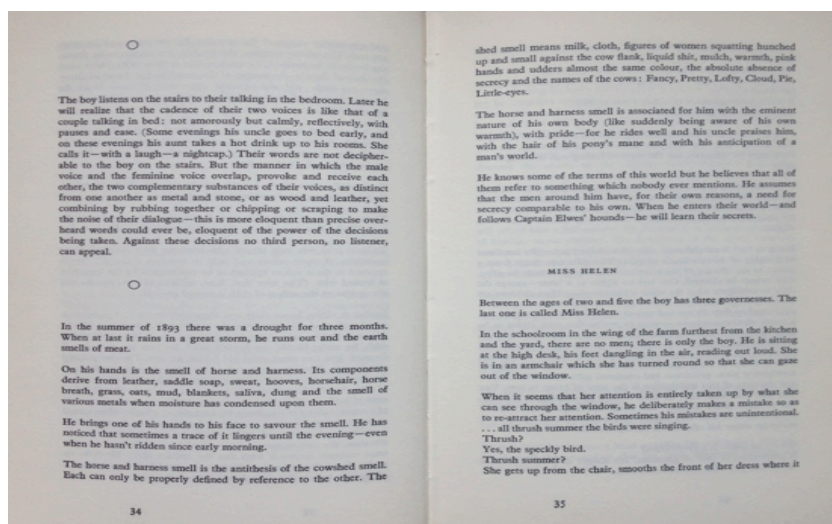 The boy listens on the stairs to their talking in the bedroom. Later he
will realize that the cadence of their two voices is like that of a
couple talking in bed: not amorously but calmly, reflectively, with
pauses and ease. (Some evenings his uncle goes to bed early, and
on these evenings his aunt takes a hot drink up to his rooms. She
calls it—with a laugh—a nightcap.) Their words are not decipher-
able to the boy on the stairs. But the manner in which the male
voice and the feminine voice overlap, provoke and receive each
other, the two complementary substances of their voices, as distinct
from one another as metal and stone, or as wood and leather, yet
combining by rubbing together or chipping or scraping to make
the noise of their dialogue—this is more eloquent than precise over-
heard words could ever be, eloquent of the power of the decisions
being taken. Against these decisions no third person, no listener,
can appeal.
In the summer of 1893 there was a drought for three months.
When at last it rains in a great storm, he runs out and the earth
smells of meat.
On his hands is the smell of horse and harness. Its components
derive from leather, saddle soap, sweat, hooves, horsehair, horse
breath, grass, oats, mud, blankets, saliva, dung and the smell of
various metals when moisture has condensed upon them.
He brings one of his hands to his face to savour the smell. He has
noticed that sometimes a trace of it lingers until the evening—even
when he hasn't ridden since early morning.
The horse and harness smell is the antithesis of the cowshed smell.
Each can only be properly defined by reference to the other. The
34
shed smell means milk, cloth, figures of women squatting hunched
up and small against the cow flank, liquid shit, mulch, warmth, pink
hands and udders almost the same colour, the absolute absence of
secrecy and the names of the cows: Fancy, Pretty, Lofty, Cloud, Pie,
Little-eyes.
The horse and harness smell is associated for him with the eminent
nature of his own body (like suddenly being aware of his own
warmth), with pride—for he rides well and his uncle praises him,
with the hair of his pony's mane and with his anticipation of a
man's world.
He knows some of the terms of this world but he believes that all of
them refer to something which nobody ever mentions. He assumes
that the men around him have, for their own reasons, a need for
secrecy comparable to his own. When he enters their world—and
follows Captain Elwes' hounds—he will learn their secrets.
MISS HELEN
Between the ages of two and five the boy has three governesses. The
last one is called Miss Helen.
In the schoolroom in the wing of the farm furthest from the kitchen
and the yard, there are no men; there is only the boy. He is sitting
at the high desk, his feet dangling in the air, reading out loud. She
is in an armchair which she has turned round so that she can gaze
out of the window.
When it seems that her attention is entirely taken up by what she
can see through the window, he deliberately makes a mistake so as
to re-attract her attention. Sometimes his mistakes are unintentional.
. . . all thrush summer the birds were singing.
Thrush?
Yes, the speckly bird.
Thrush summer?
She gets up from the chair, smooths the front of her dress where it
35